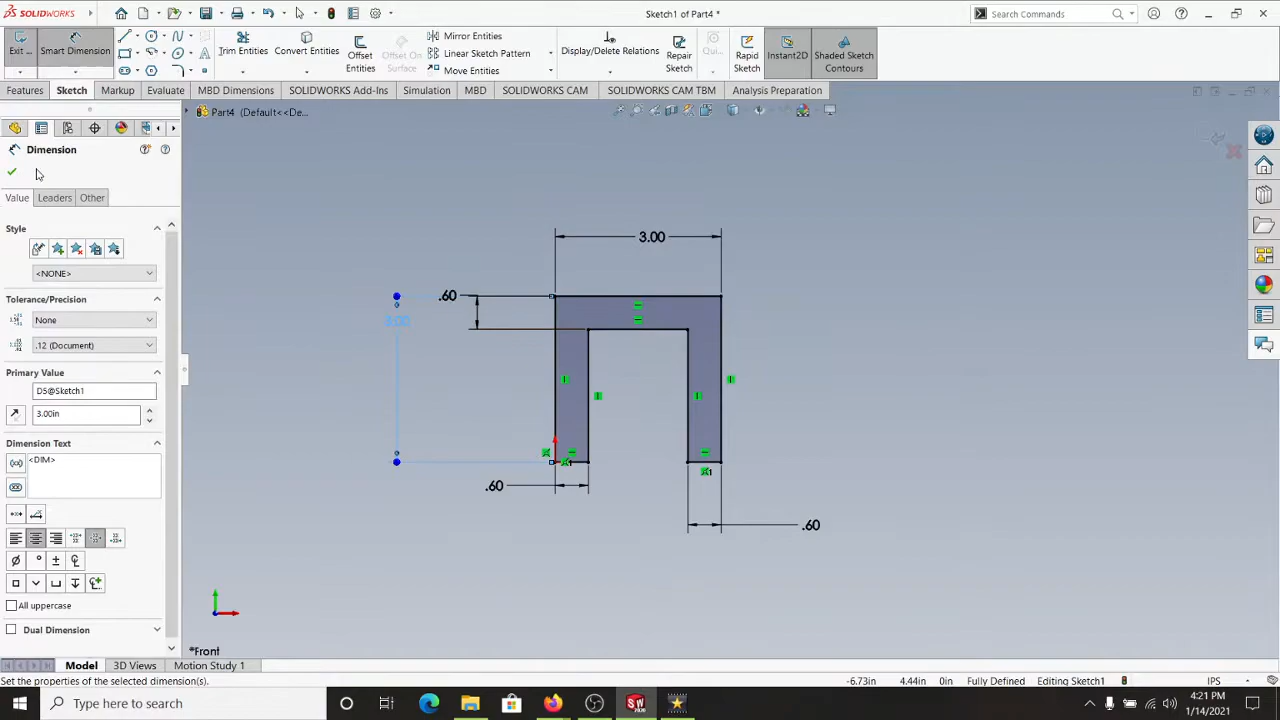 SOLIDWORKS
Sketch1 of Part4 *
Search Commands
Exit ...
Smart Dimension
Trim Entities
Convert Entities
Offset Entities
Offset On Surface
Mirror Entities
Linear Sketch Pattern
Move Entities
Display/Delete Relations
Repair Sketch
Qui...
Rapid Sketch
Instant2D
Shaded Sketch Contours
Features
Sketch
Markup
Evaluate
MBD Dimensions
SOLIDWORKS Add-Ins
Simulation
MBD
SOLIDWORKS CAM
SOLIDWORKS CAM TBM
Analysis Preparation
Part4 (Default<<De...
Dimension
Value
Leaders
Other
Style
<NONE>
Tolerance/Precision
None
.12 (Document)
Primary Value
D5@Sketch1
3.00in
Dimension Text
<DIM>
All uppercase
Dual Dimension
3.00
.60
3.00
.60
.60
*Front
Model
3D Views
Motion Study 1
Set the properties of the selected dimension(s).
-6.73in
4.44in
0in
Fully Defined
Editing Sketch1
IPS
Type here to search
4:21 PM
1/14/2021